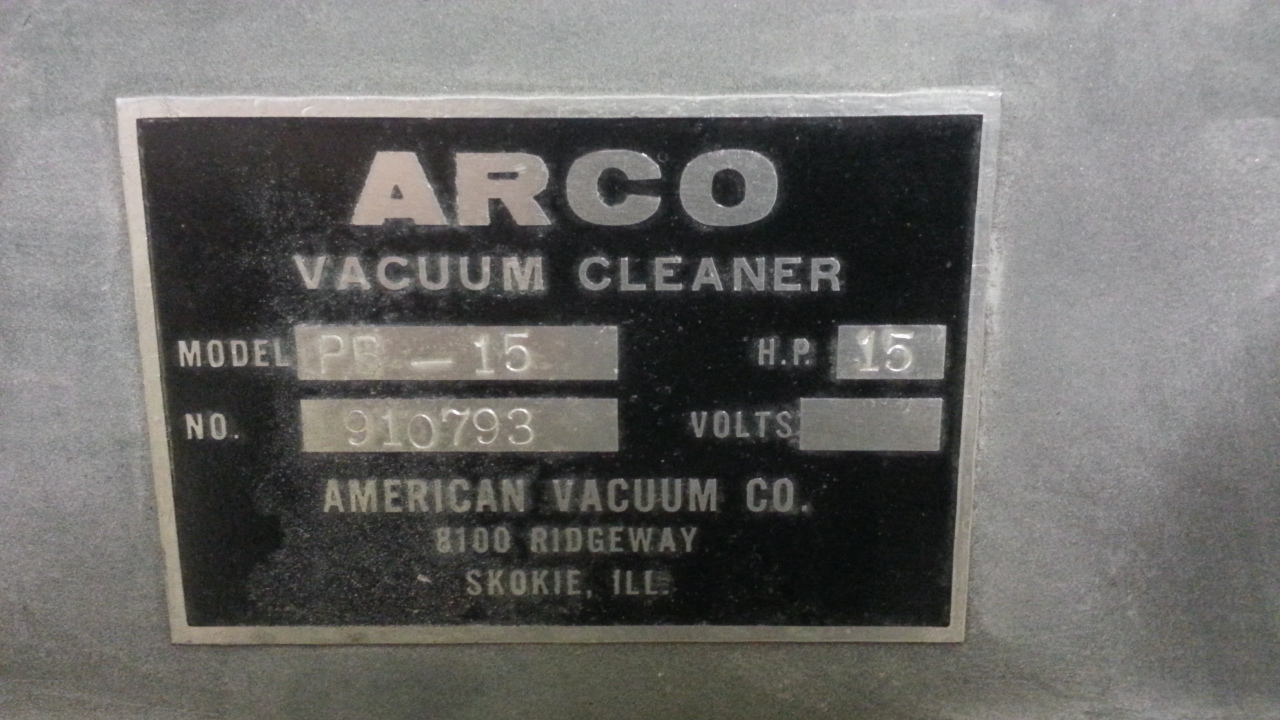 ARCO
VACUUM CLEANER
MODEL PB - 15 H.P. 15
NO. 910793 VOLTS
AMERICAN VACUUM CO.
8100 RIDGEWAY
SKOKIE, ILL.